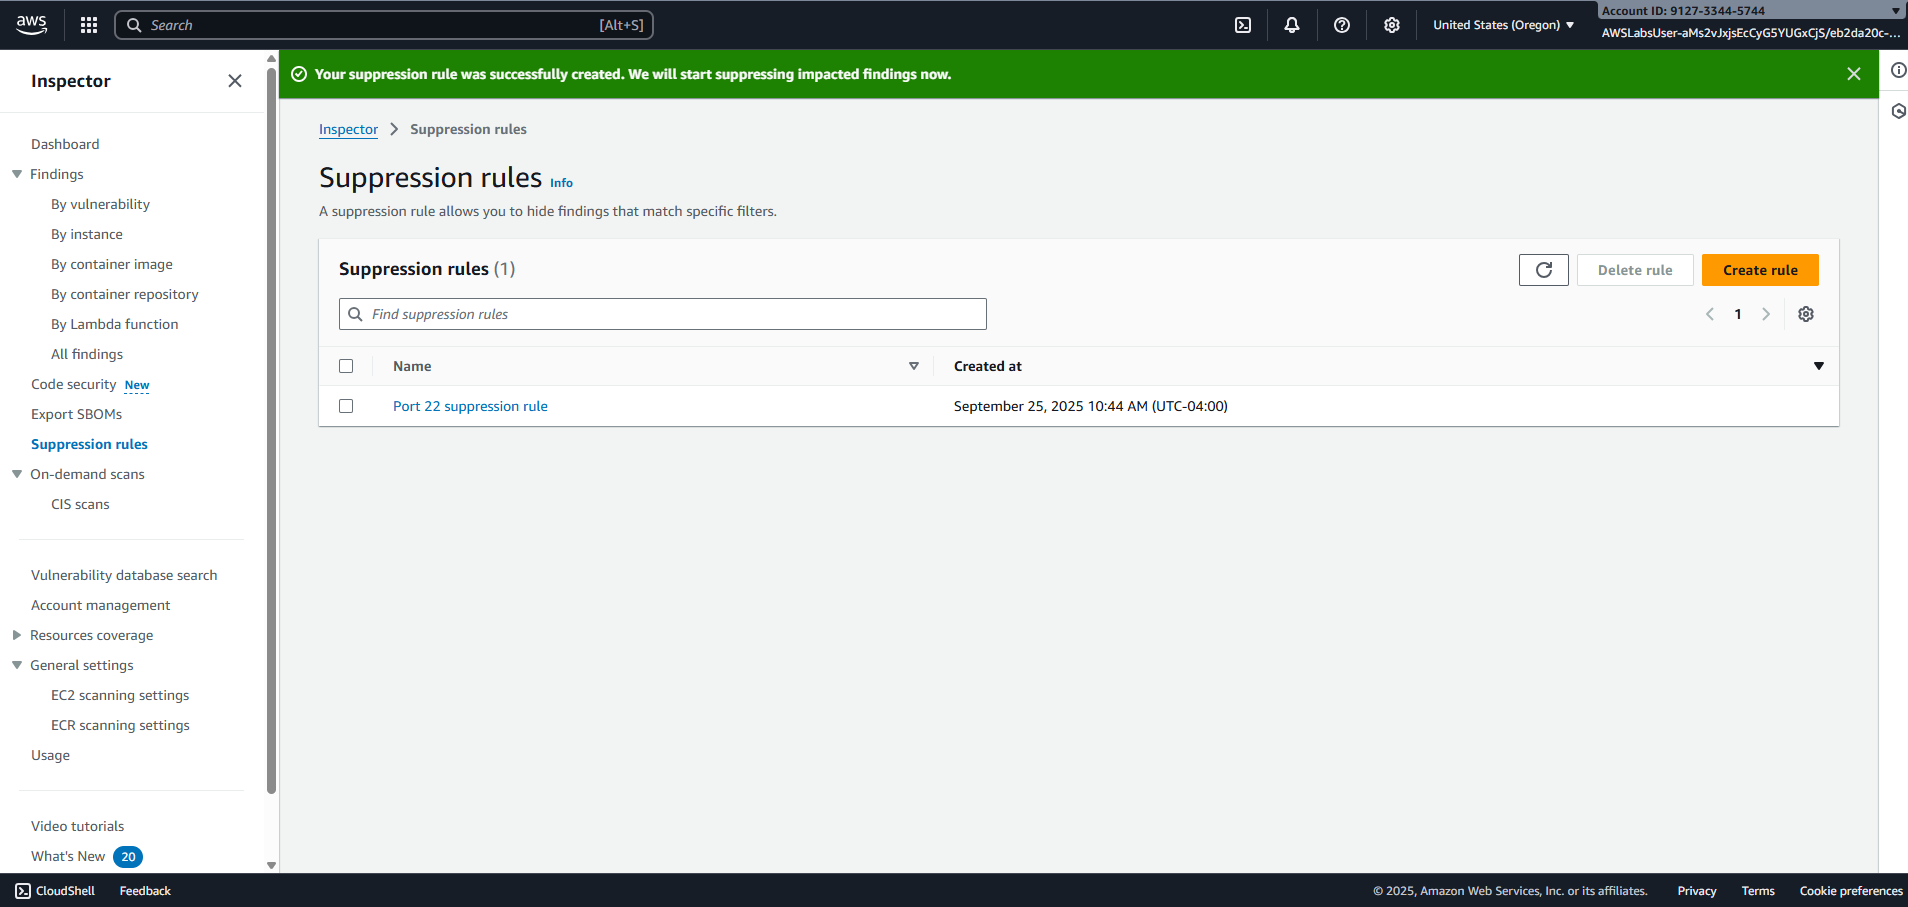 aws
Search [Alt+S]
United States (Oregon)
Account ID: 9127-3344-5744
AWSLabsUser-aMs2vJxjsEcCyG5YUGxCjS/eb2da20c-...
Inspector
Your suppression rule was successfully created. We will start suppressing impacted findings now.
Dashboard
Findings
By vulnerability
By instance
By container image
By container repository
By Lambda function
All findings
Code security New
Export SBOMs
Suppression rules
On-demand scans
CIS scans
Vulnerability database search
Account management
Resources coverage
General settings
EC2 scanning settings
ECR scanning settings
Usage
Video tutorials
What's New 20
Inspector > Suppression rules
Suppression rules Info
A suppression rule allows you to hide findings that match specific filters.
Suppression rules (1)
Delete rule
Create rule
Find suppression rules
1
Name
Created at
Port 22 suppression rule
September 25, 2025 10:44 AM (UTC-04:00)
CloudShell
Feedback
© 2025, Amazon Web Services, Inc. or its affiliates.
Privacy
Terms
Cookie preferences